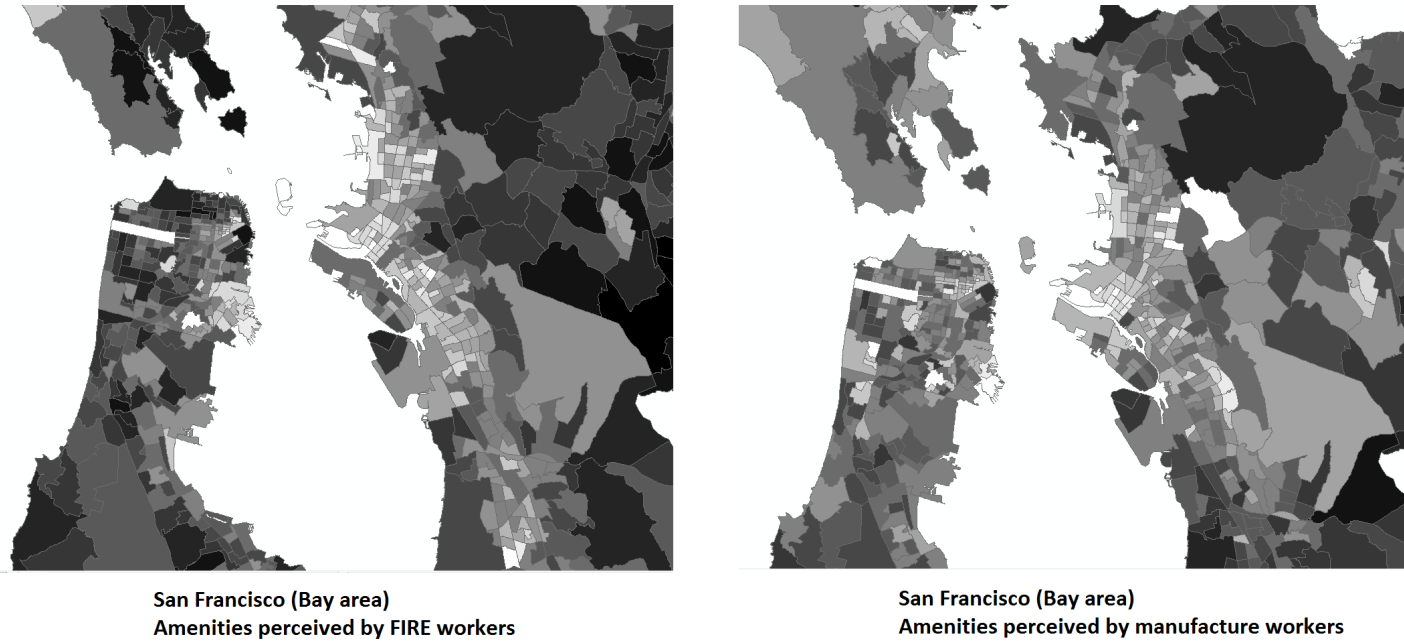 San Francisco (Bay area)
Amenities perceived by FIRE workers
San Francisco (Bay area)
Amenities perceived by manufacture workers